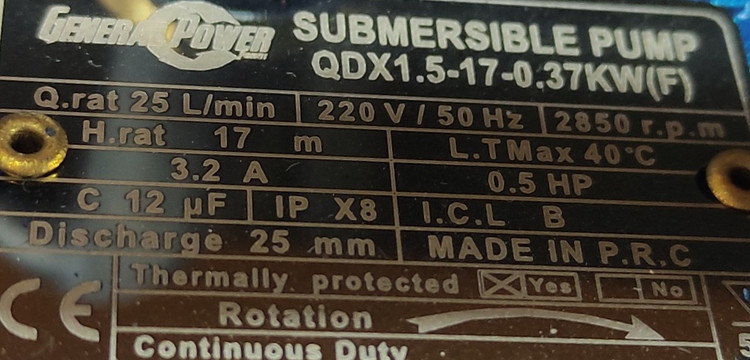 GENERAL POWER
SUBMERSIBLE PUMP
QDX1.5-17-0.37KW(F)
Q.rat 25 L/min 220 V / 50 Hz 2850 r.p.m
H.rat 17 m L.TMax 40°C
3.2 A 0.5 HP
C 12 µF IP X8 I.C.L B
Discharge 25 mm MADE IN P.R.C
Thermally protected Yes No
CE
Rotation
Continuous Duty